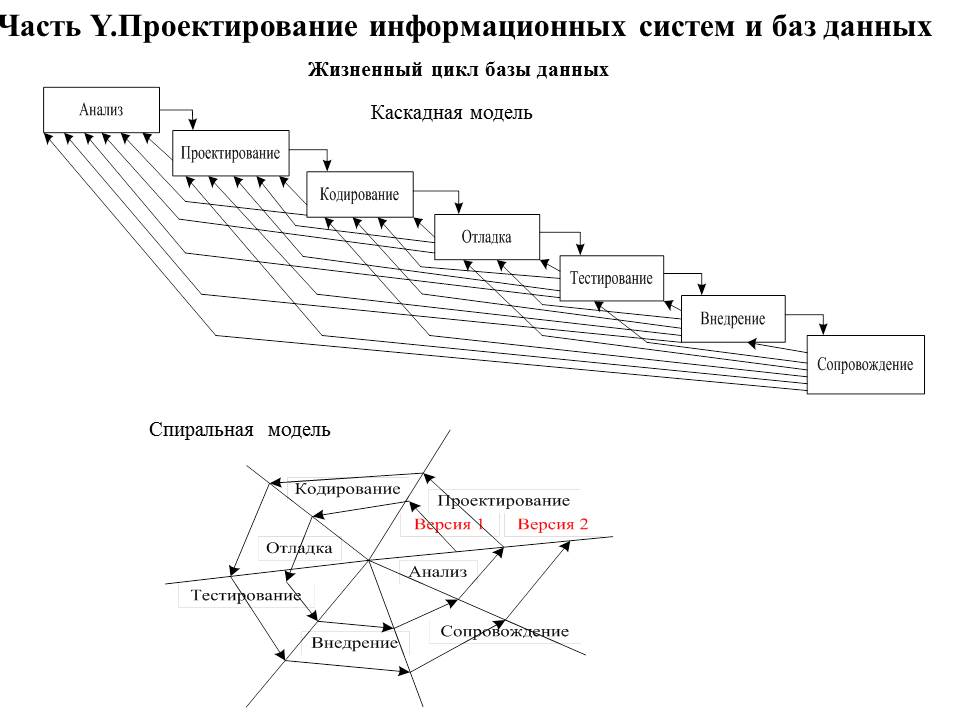 Часть Y.Проектирование информационных систем и баз данных
Жизненный цикл базы данных
Каскадная модель
Анализ
Проектирование
Кодирование
Отладка
Тестирование
Внедрение
Сопровождение
Спиральная модель
Кодирование
Проектирование
Версия 1
Версия 2
Отладка
Анализ
Тестирование
Внедрение
Сопровождение